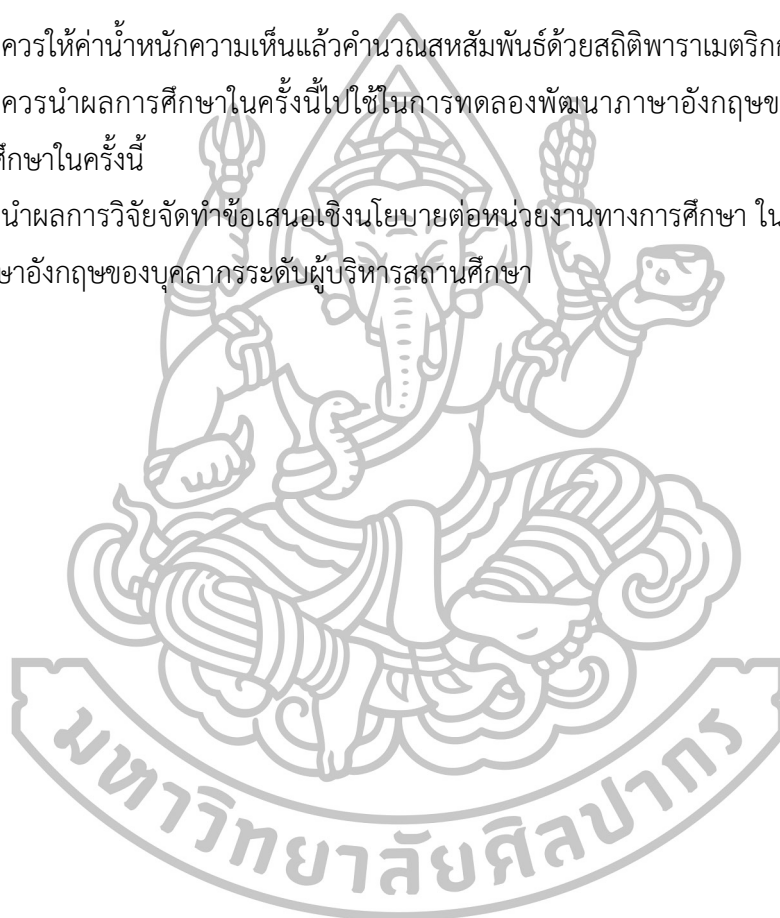 ควรให้ค่าน้ำหนักความเห็นแล้วคำนวณสหสัมพันธ์ด้วยสถิติพาราเมตริก
ควรนำผลการศึกษาในครั้งนี้ไปใช้ในการทดลองพัฒนาภาษาอังกฤษ
ศึกษาในครั้งนี้
นำผลการวิจัยจัดทำข้อเสนอเชิงนโยบายต่อหน่วยงานทางการศึกษา ใน
ษาอังกฤษของบุคลากรระดับผู้บริหารสถานศึกษา
มหาวิทยาลัยศิลปากร